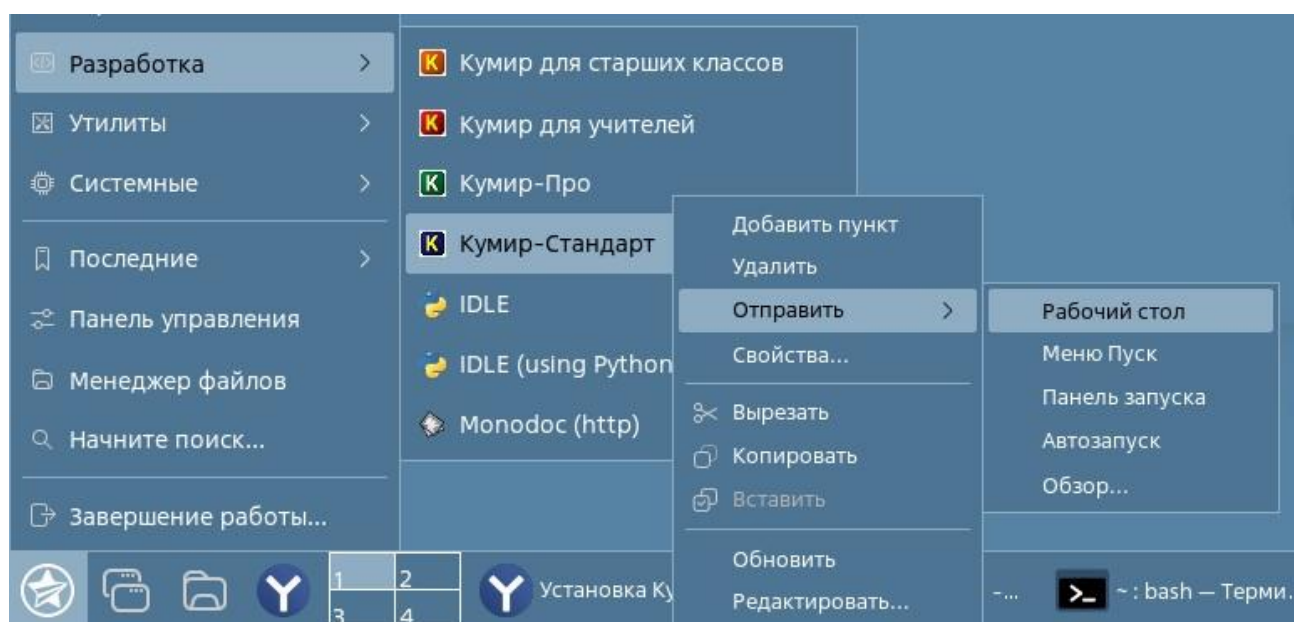 Разработка
Утилиты
Системные
Последние
Панель управления
Менеджер файлов
Начните поиск...
Завершение работы...
Кумир для старших классов
Кумир для учителей
Кумир-Про
Кумир-Стандарт
IDLE
IDLE (using Python
Monodoc (http)
Добавить пункт
Удалить
Отправить
Свойства...
Вырезать
Копировать
Вставить
Обновить
Редактировать...
Рабочий стол
Меню Пуск
Панель запуска
Автозапуск
Обзор...
1
2
3
4
Установка Ку
-...
~ : bash — Терми.